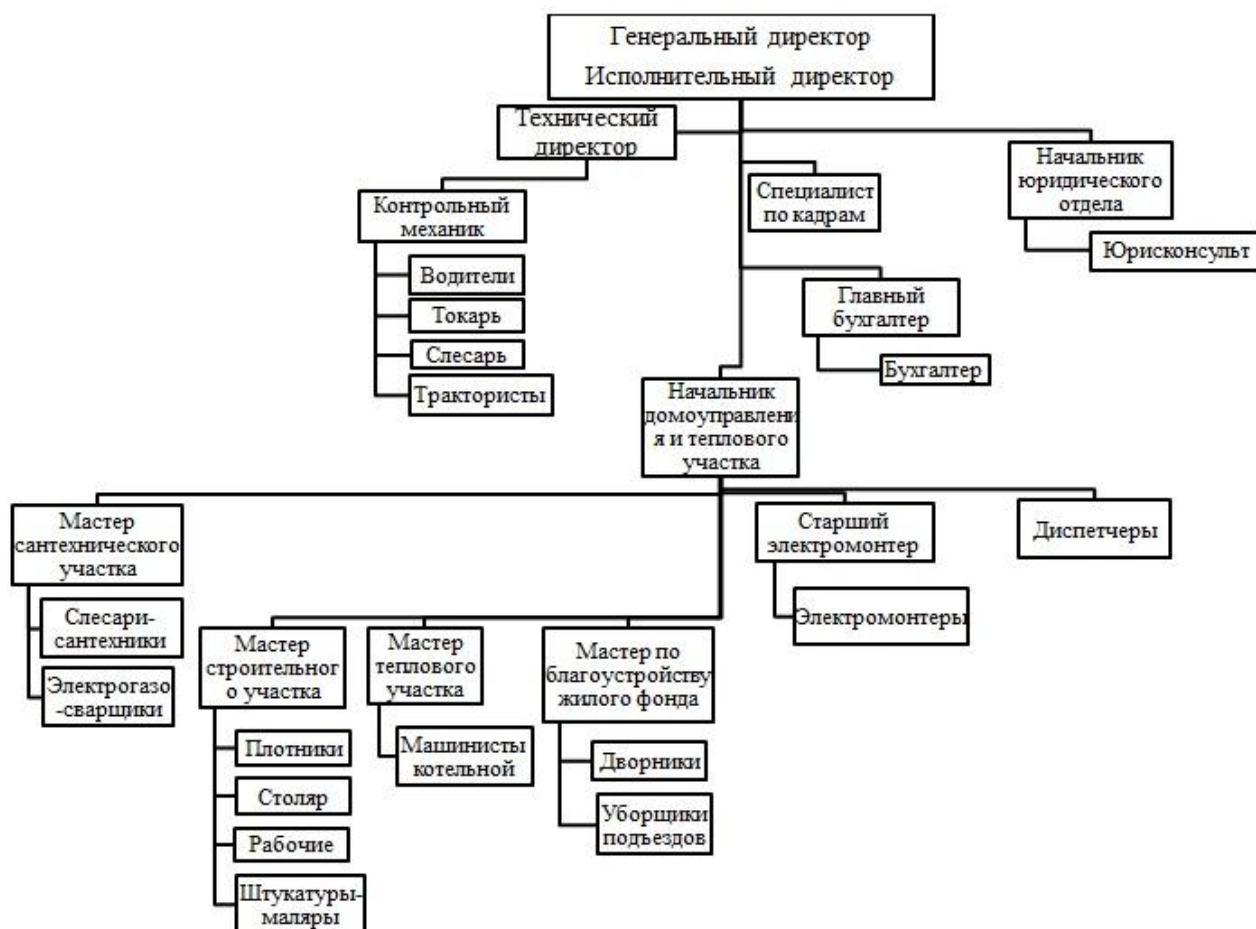 Генеральный директор
Исполнительный директор
Технический
директор
Начальник
юридического
отдела
Специалист
по кадрам
Контрольный
механик
Юрисконсульт
Водители
Главный
бухгалтер
Токарь
Слесарь
Бухгалтер
Трактористы
Начальник
домоуправлени
я и теплового
участка
Мастер
сантехнического
участка
Старший
электромонтер
Диспетчеры
Слесари-
сантехники
Электромонтеры
Мастер
строительног
о участка
Мастер
теплового
участка
Мастер по
благоустройству
жилого фонда
Электрогазо
-сварщики
Плотники
Машинисты
котельной
Дворники
Столяр
Уборщики
подъездов
Рабочие
Штукатуры-
маляры